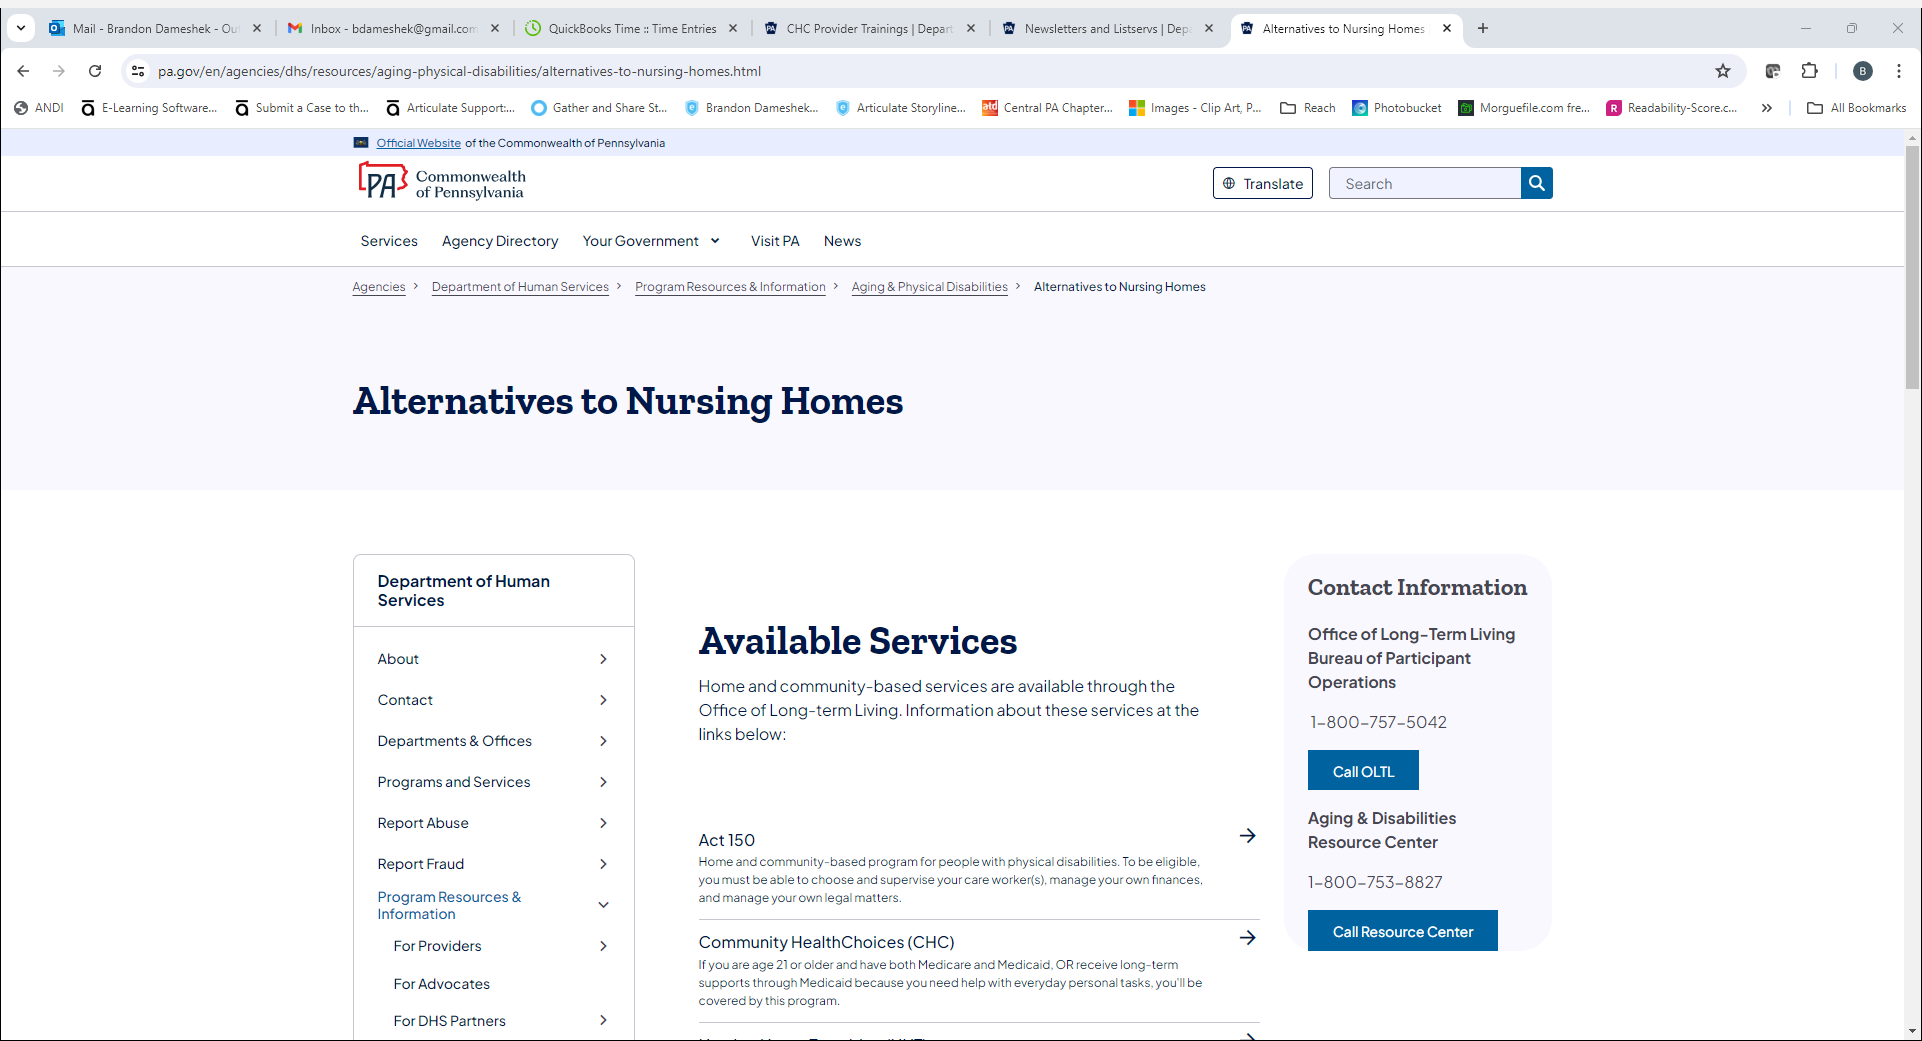 Mail - Brandon Dameshek - Ou
Inbox - bdameshek@gmail.com
QuickBooks Time :: Time Entries
CHC Provider Trainings | Depart
Newsletters and Listservs | Dep
Alternatives to Nursing Homes
pa.gov/en/agencies/dhs/resources/aging-physical-disabilities/alternatives-to-nursing-homes.html
B
ANDI
E-Learning Software...
Submit a Case to th...
Articulate Support:...
Gather and Share St...
Brandon Dameshek...
Articulate Storyline...
atd Central PA Chapter...
Images - Clip Art, P...
Reach
Photobucket
Morguefile.com fre...
R Readability-Score.c...
All Bookmarks
Official Website of the Commonwealth of Pennsylvania
PA Commonwealth
of Pennsylvania
Translate
Search
Services
Agency Directory
Your Government
Visit PA
News
Agencies
Department of Human Services
Program Resources & Information
Aging & Physical Disabilities
Alternatives to Nursing Homes
Alternatives to Nursing Homes
Department of Human
Services
About
Contact
Departments & Offices
Programs and Services
Report Abuse
Report Fraud
Program Resources &
Information
For Providers
For Advocates
For DHS Partners
Available Services
Home and community-based services are available through the
Office of Long-term Living. Information about these services at the
links below:
Act 150
Home and community-based program for people with physical disabilities. To be eligible,
you must be able to choose and supervise your care worker(s), manage your own finances,
and manage your own legal matters.
Community HealthChoices (CHC)
If you are age 21 or older and have both Medicare and Medicaid, OR receive long-term
supports through Medicaid because you need help with everyday personal tasks, you'll be
covered by this program.
Contact Information
Office of Long-Term Living
Bureau of Participant
Operations
1-800-757-5042
Call OLTL
Aging & Disabilities
Resource Center
1-800-753-8827
Call Resource Center